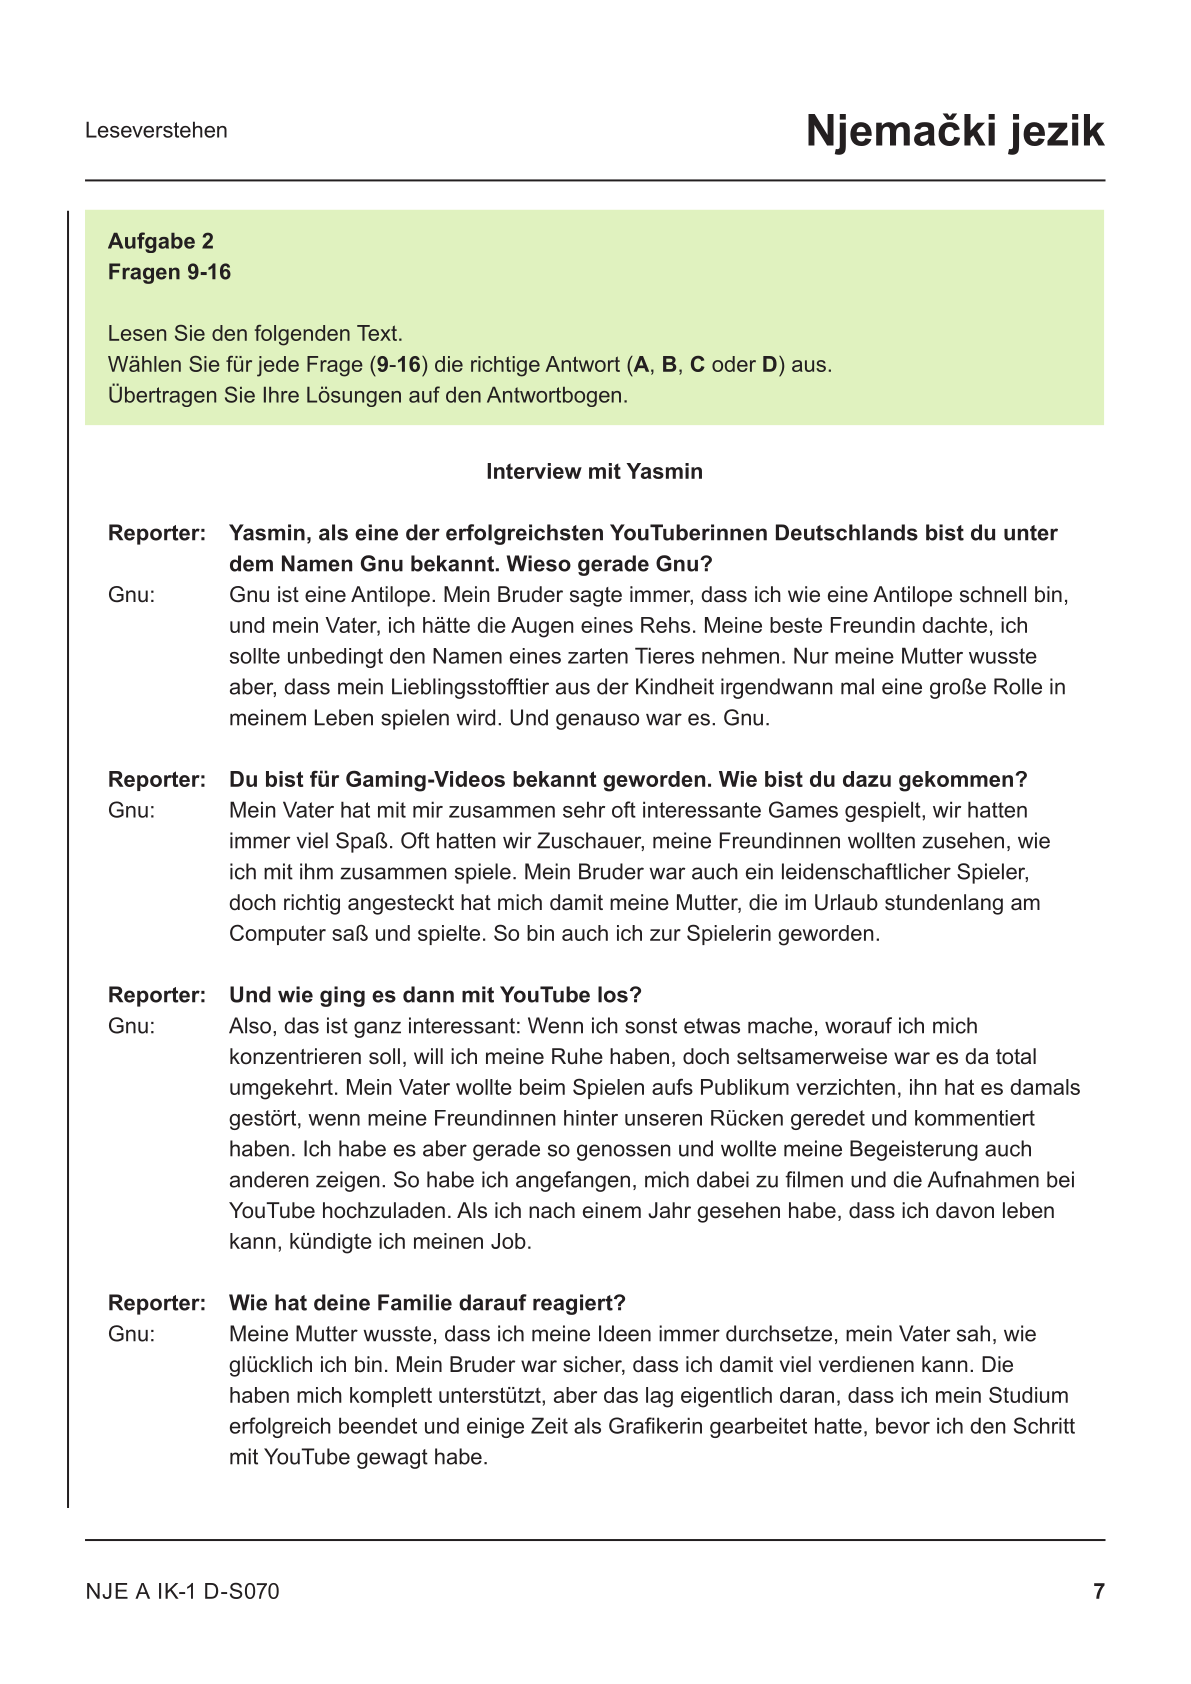 Leseverstehen
Njemački jezik
Aufgabe 2
Fragen 9-16
Lesen Sie den folgenden Text.
Wählen Sie für jede Frage (9-16) die richtige Antwort (A, B, C oder D) aus.
Übertragen Sie Ihre Lösungen auf den Antwortbogen.
Interview mit Yasmin
Reporter: Yasmin, als eine der erfolgreichsten YouTuberinnen Deutschlands bist du unter
dem Namen Gnu bekannt. Wieso gerade Gnu?
Gnu: Gnu ist eine Antilope. Mein Bruder sagte immer, dass ich wie eine Antilope schnell bin,
und mein Vater, ich hätte die Augen eines Rehs. Meine beste Freundin dachte, ich
sollte unbedingt den Namen eines zarten Tieres nehmen. Nur meine Mutter wusste
aber, dass mein Lieblingsstofftier aus der Kindheit irgendwann mal eine große Rolle in
meinem Leben spielen wird. Und genauso war es. Gnu.
Reporter: Du bist für Gaming-Videos bekannt geworden. Wie bist du dazu gekommen?
Gnu: Mein Vater hat mit mir zusammen sehr oft interessante Games gespielt, wir hatten
immer viel Spaß. Oft hatten wir Zuschauer, meine Freundinnen wollten zusehen, wie
ich mit ihm zusammen spiele. Mein Bruder war auch ein leidenschaftlicher Spieler,
doch richtig angesteckt hat mich damit meine Mutter, die im Urlaub stundenlang am
Computer saß und spielte. So bin auch ich zur Spielerin geworden.
Reporter: Und wie ging es dann mit YouTube los?
Gnu: Also, das ist ganz interessant: Wenn ich sonst etwas mache, worauf ich mich
konzentrieren soll, will ich meine Ruhe haben, doch seltsamerweise war es da total
umgekehrt. Mein Vater wollte beim Spielen aufs Publikum verzichten, ihn hat es damals
gestört, wenn meine Freundinnen hinter unseren Rücken geredet und kommentiert
haben. Ich habe es aber gerade so genossen und wollte meine Begeisterung auch
anderen zeigen. So habe ich angefangen, mich dabei zu filmen und die Aufnahmen bei
YouTube hochzuladen. Als ich nach einem Jahr gesehen habe, dass ich davon leben
kann, kündigte ich meinen Job.
Reporter: Wie hat deine Familie darauf reagiert?
Gnu: Meine Mutter wusste, dass ich meine Ideen immer durchsetze, mein Vater sah, wie
glücklich ich bin. Mein Bruder war sicher, dass ich damit viel verdienen kann. Die
haben mich komplett unterstützt, aber das lag eigentlich daran, dass ich mein Studium
erfolgreich beendet und einige Zeit als Grafikerin gearbeitet hatte, bevor ich den Schritt
mit YouTube gewagt habe.
NJE A IK-1 D-S070
7